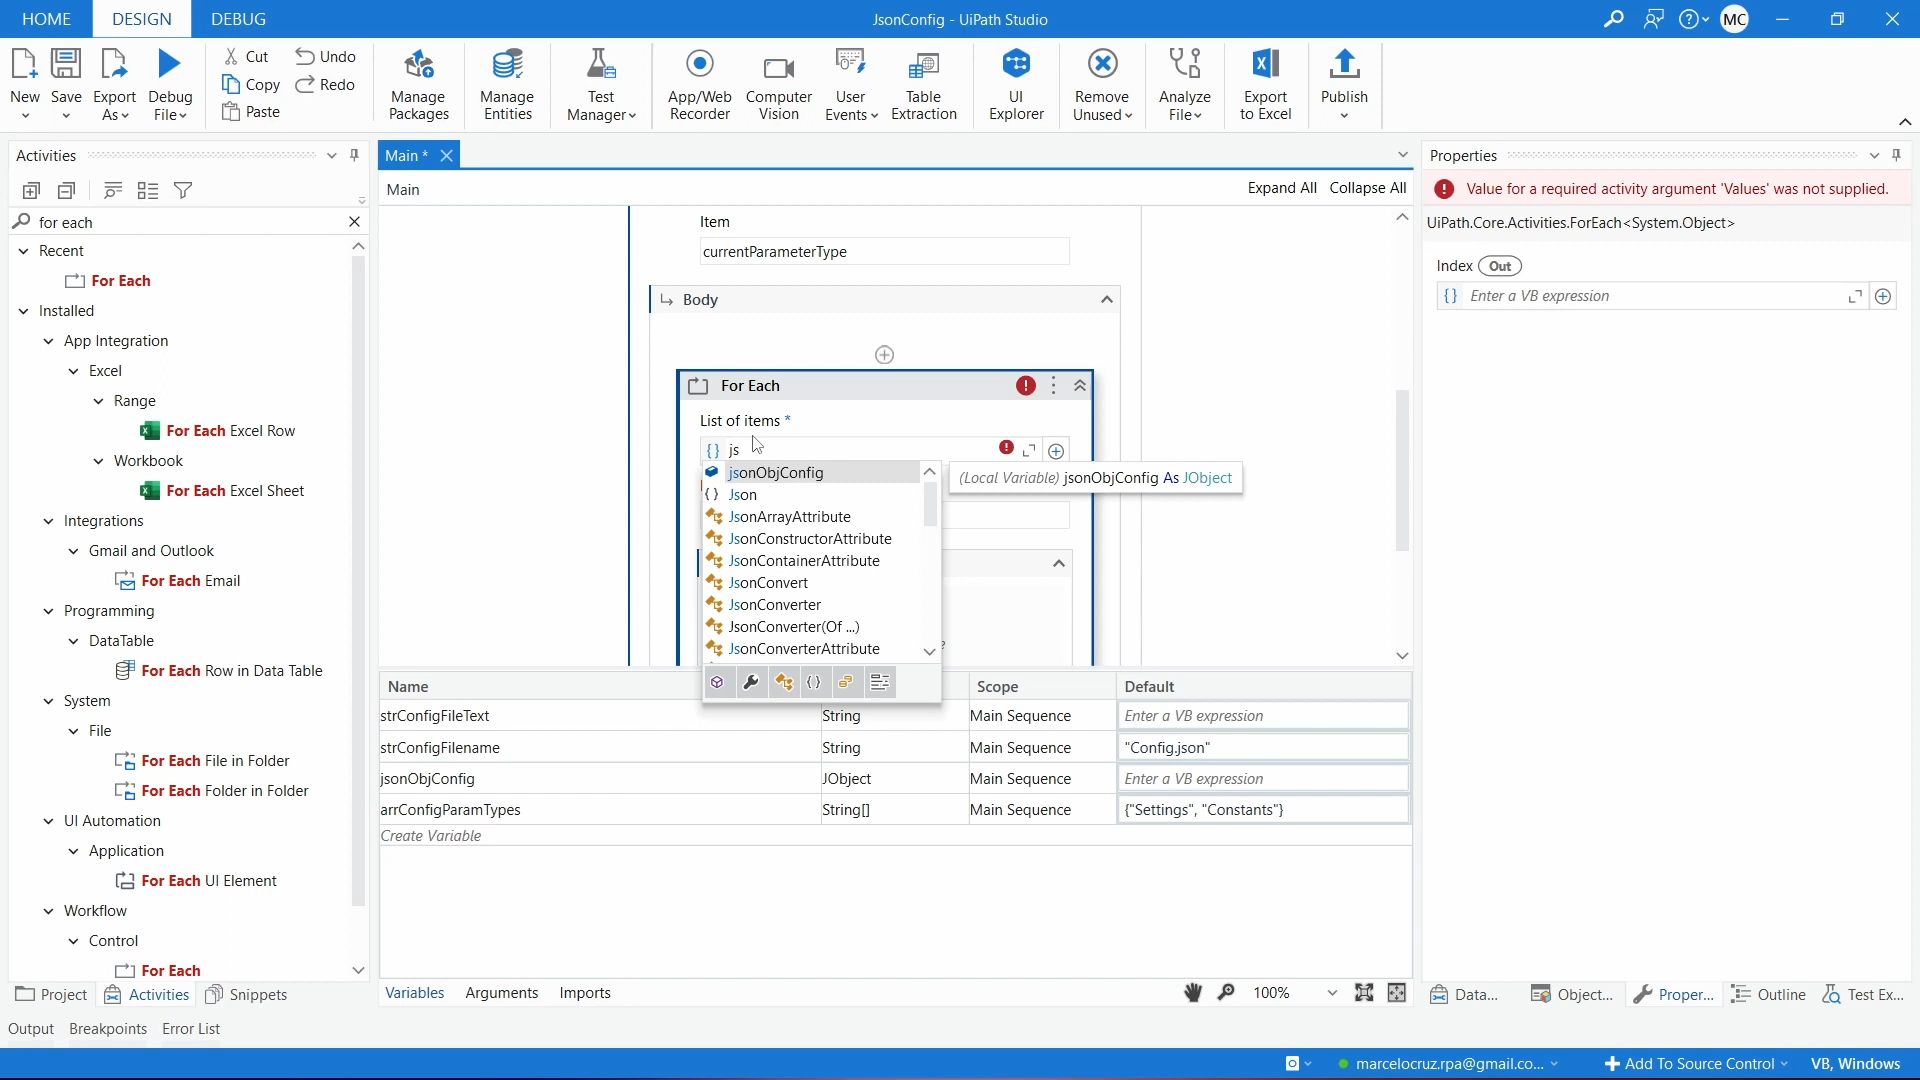 HOME DESIGN DEBUG
JsonConfig - UiPath Studio
MC
New
Save
Export As
Debug File
Cut
Copy
Paste
Undo
Redo
Manage Packages
Manage Entities
Test Manager
App/Web Recorder
Computer Vision
User Events
Table Extraction
UI Explorer
Remove Unused
Analyze File
Export to Excel
Publish
Activities
for each
Recent
For Each
Installed
App Integration
Excel
Range
For Each Excel Row
Workbook
For Each Excel Sheet
Integrations
Gmail and Outlook
For Each Email
Programming
DataTable
For Each Row in Data Table
System
File
For Each File in Folder
For Each Folder in Folder
UI Automation
Application
For Each UI Element
Workflow
Control
For Each
Project Activities Snippets
Main *
Main
Expand All Collapse All
Item
currentParameterType
Body
For Each
List of items *
js
jsonObjConfig
Json
JsonArrayAttribute
JsonConstructorAttribute
JsonContainerAttribute
JsonConvert
JsonConverter
JsonConverter(Of ...)
JsonConverterAttribute
(Local Variable) jsonObjConfig As JObject
Name Scope Default
strConfigFileText String Main Sequence Enter a VB expression
strConfigFilename String Main Sequence "Config.json"
jsonObjConfig JObject Main Sequence Enter a VB expression
arrConfigParamTypes String[] Main Sequence {"Settings", "Constants"}
Create Variable
Variables Arguments Imports
100%
Properties
Value for a required activity argument 'Values' was not supplied.
UiPath.Core.Activities.ForEach<System.Object>
Index Out
Enter a VB expression
Data... Object... Proper... Outline Test Ex...
Output Breakpoints Error List
marcelocruz.rpa@gmail.co...
Add To Source Control
VB, Windows